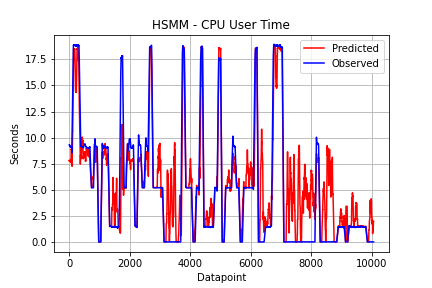 HSMM - CPU User Time
Predicted
Observed
17.5
15.0
12.5
10.0
7.5
5.0
2.5
0.0
Seconds
0 2000 4000 6000 8000 10000
Datapoint